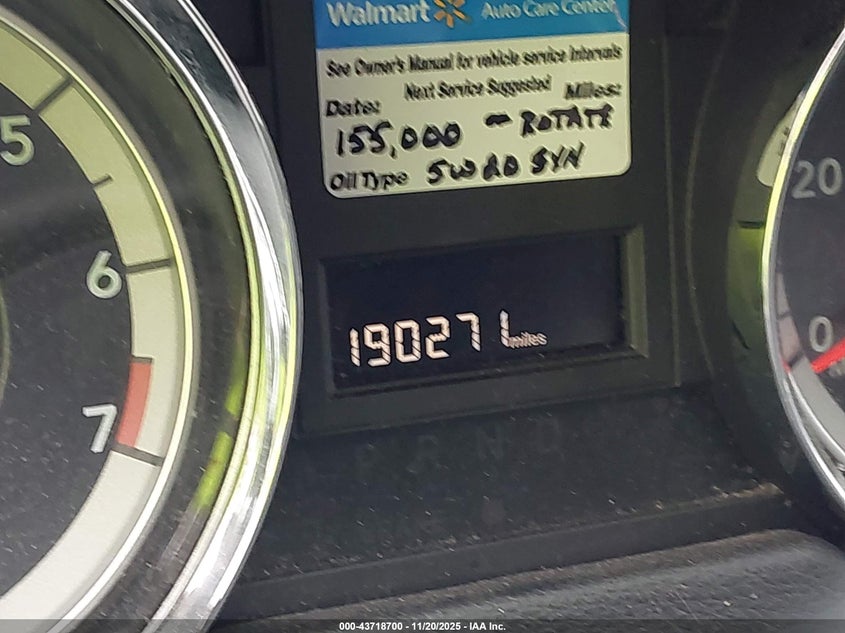 Walmart Auto Care Center
See Owner's Manual for vehicle service intervals
Next Service Suggested
Date: Miles:
155,000 - ROTATE
Oil Type 5W20 SYN
5
6
7
190271 miles
20
0
P R N D
000-43718700 - 11/20/2025 - IAA Inc.